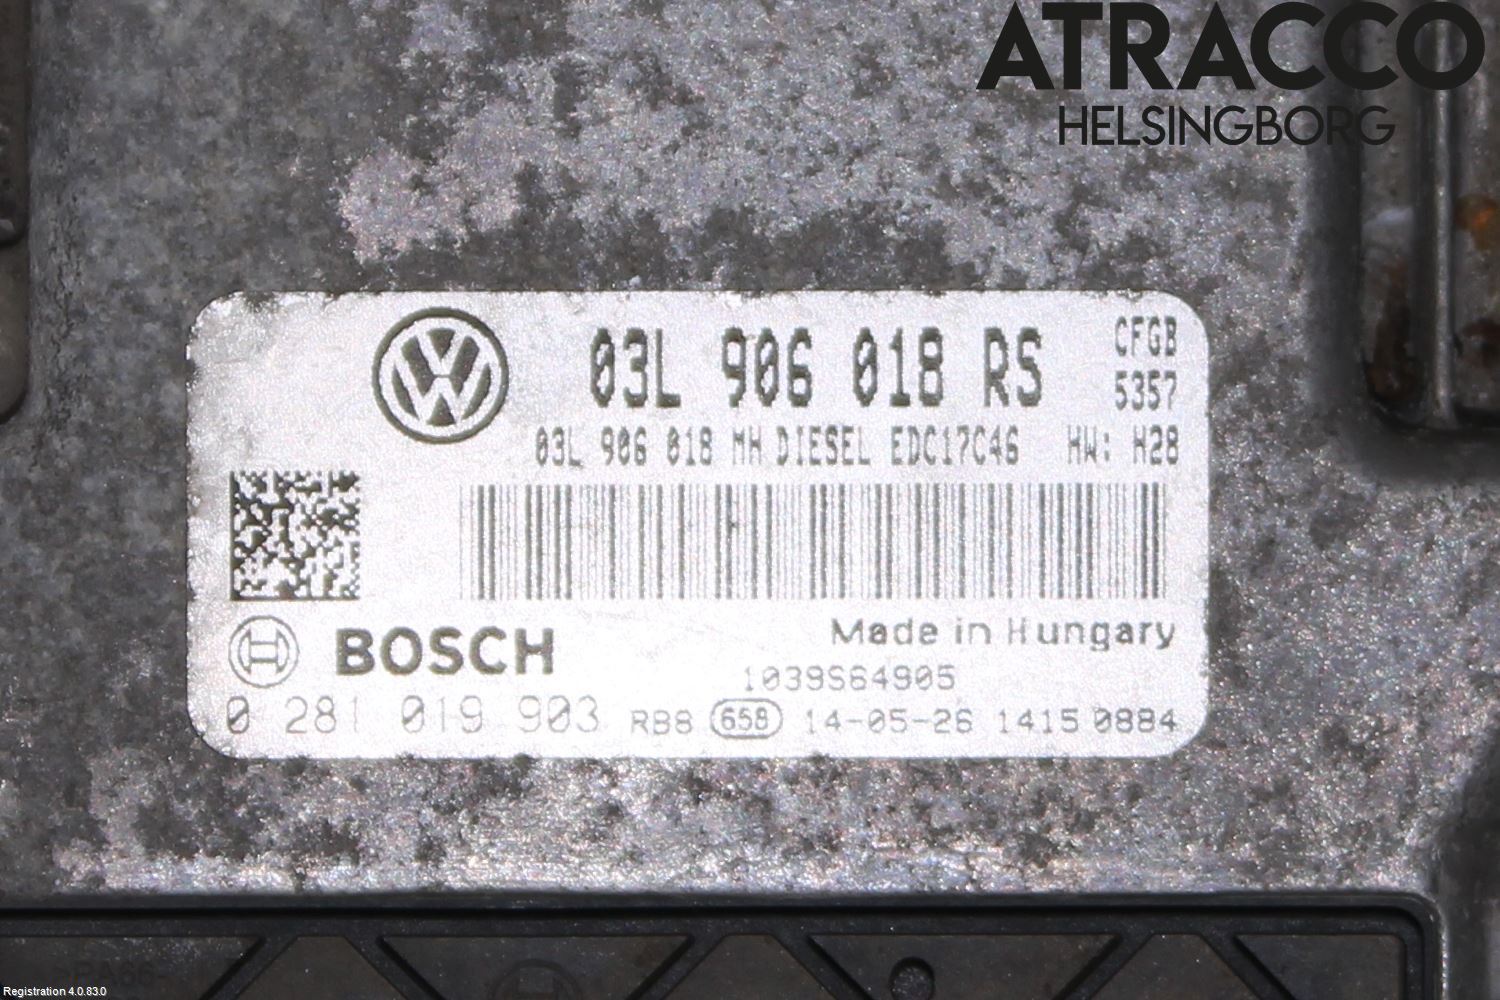 ATRACCO
HELSINGBORG
03L 906 018 RS
CFGB
5357
03L 906 018 MH DIESEL EDC17C46 HW: H28
BOSCH
Made in Hungary
1039S64905
0 281 019 903 RB8 658 14-05-26 1415 0884
>PA66-
Registration 4.0.83.0